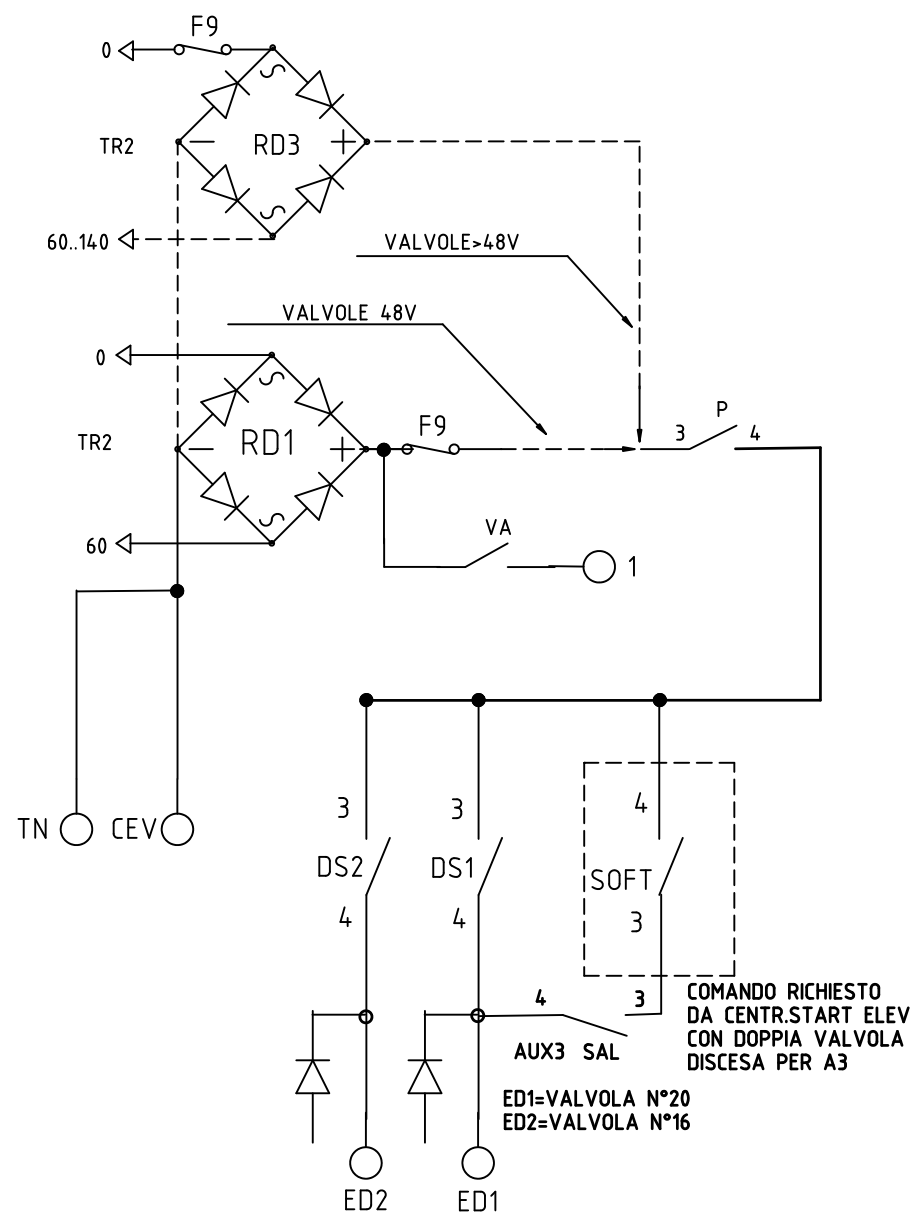 F9
0
TR2
RD3
60..140
VALVOLE>48V
VALVOLE 48V
0
TR2
RD1
F9
3
P
4
60
VA
1
TN
CEV
3
3
4
DS2
DS1
SOFT
4
4
3
4
3
COMANDO RICHIESTO
DA CENTR.START ELEV
CON DOPPIA VALVOLA
DISCESA PER A3
AUX3 SAL
ED1=VALVOLA N°20
ED2=VALVOLA N°16
ED2
ED1